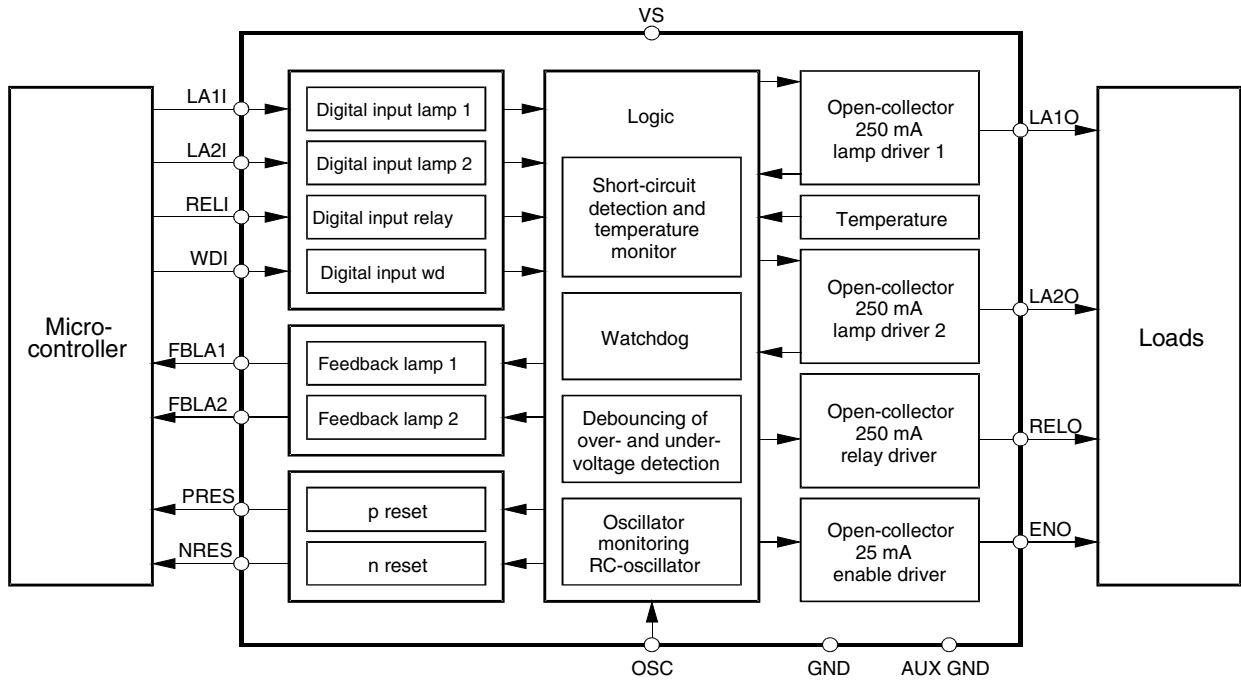 VS
Micro-
controller
LA1I
LA2I
RELI
WDI
FBLA1
FBLA2
PRES
NRES
Digital input lamp 1
Digital input lamp 2
Digital input relay
Digital input wd
Feedback lamp 1
Feedback lamp 2
p reset
n reset
Logic
Short-circuit
detection and
temperature
monitor
Watchdog
Debouncing of
over- and under-
voltage detection
Oscillator
monitoring
RC-oscillator
Open-collector
250 mA
lamp driver 1
Temperature
Open-collector
250 mA
lamp driver 2
Open-collector
250 mA
relay driver
Open-collector
25 mA
enable driver
LA1O
LA2O
RELO
ENO
Loads
OSC
GND
AUX GND